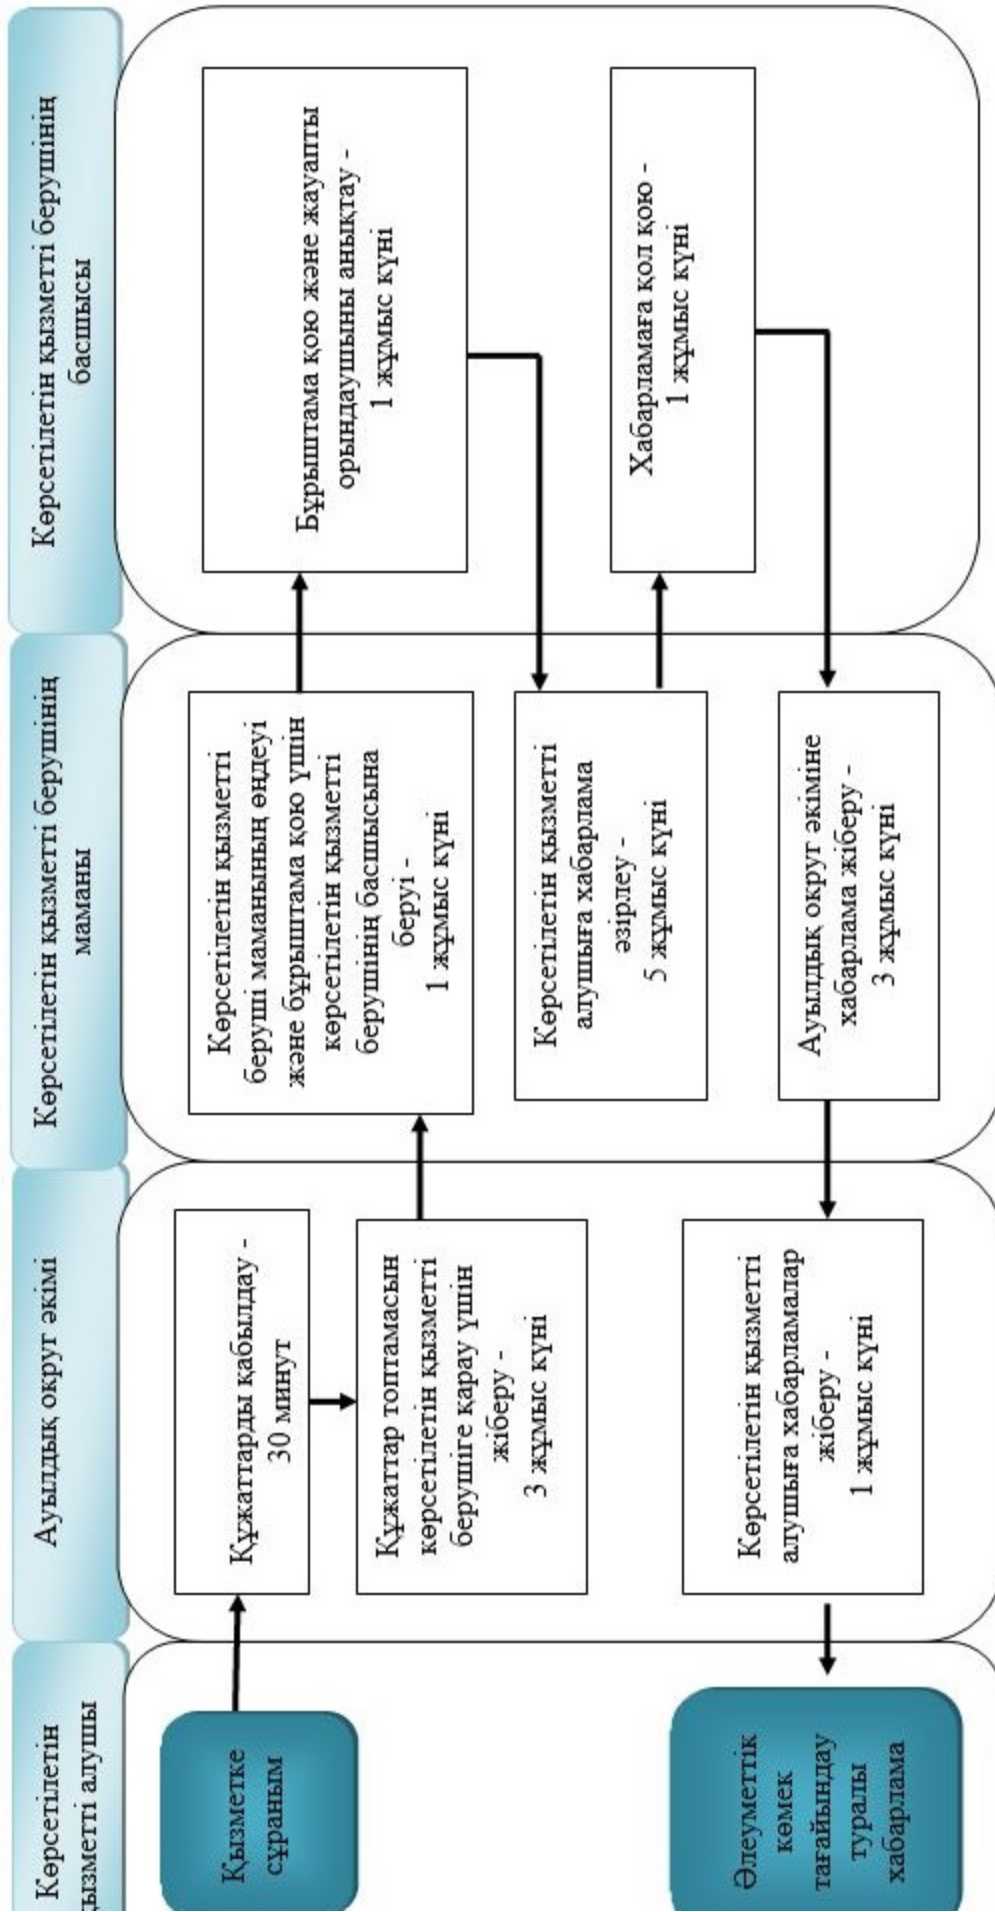 Көрсетілетін
қызметті алушы
Ауылдық округ әкімі
Көрсетілетін қызметті берушінің
маманы
Көрсетілетін қызметті берушінің
басшысы
Қызметке
сұраным
Құжаттарды қабылдау -
30 минут
Құжаттар топтамасын
көрсетілетін қызметті
берушіге қарау үшін
жіберу -
3 жұмыс күні
Көрсетілетін қызметті
беруші маманының өңдеуі
және бұрыштама қою үшін
көрсетілетін қызметті
берушінің басшысына
беруі -
1 жұмыс күні
Бұрыштама қою және жауапты
орындаушыны анықтау -
1 жұмыс күні
Көрсетілетін қызметті
алушыға хабарлама
әзірлеу -
5 жұмыс күні
Хабарламаға қол қою -
1 жұмыс күні
Ауылдық округ әкіміне
хабарлама жіберу -
3 жұмыс күні
Көрсетілетін қызметті
алушыға хабарламалар
жіберу -
1 жұмыс күні
Әлеуметтік
көмек
тағайындау
туралы
хабарлама